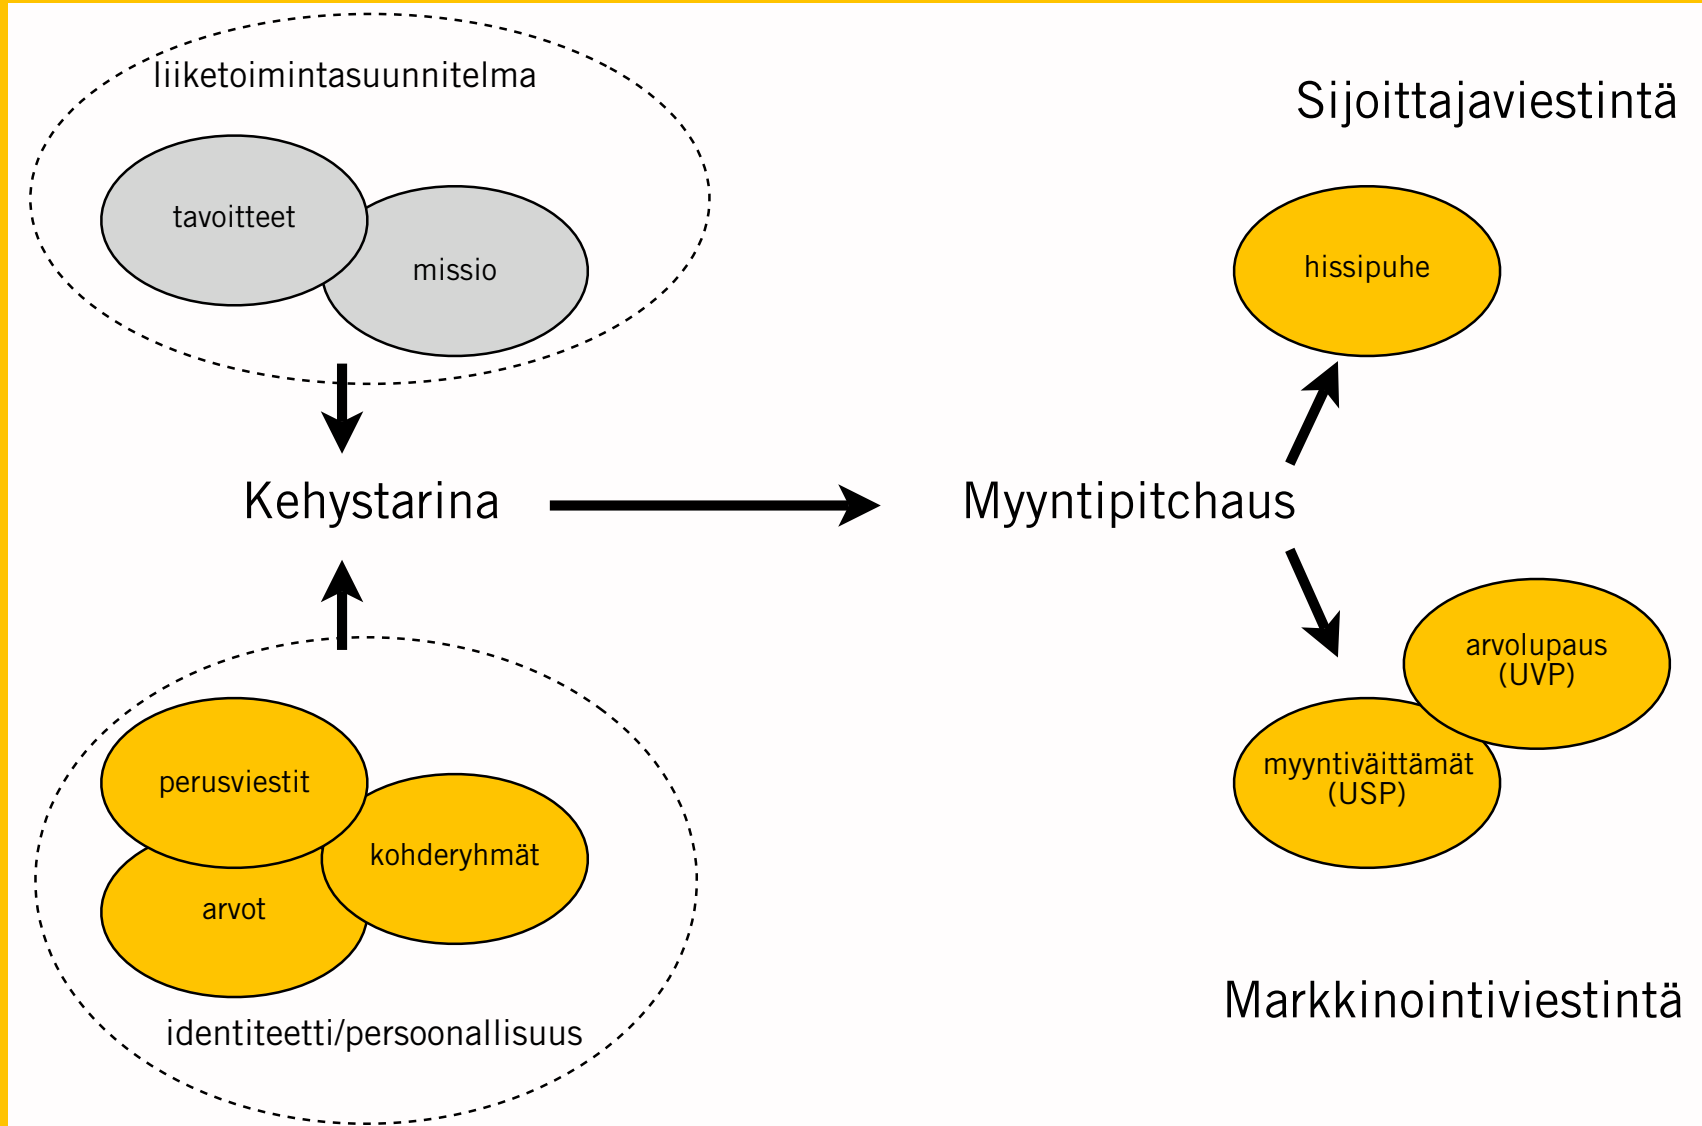 liiketoimintasuunnitelma
tavoitteet
missio
Sijoittajaviestintä
hissipuhe
Kehystarina
Myyntipitchaus
arvolupaus
(UVP)
myyntiväittämät
(USP)
perusviestit
kohderyhmät
arvot
identiteetti/persoonallisuus
Markkinointiviestintä